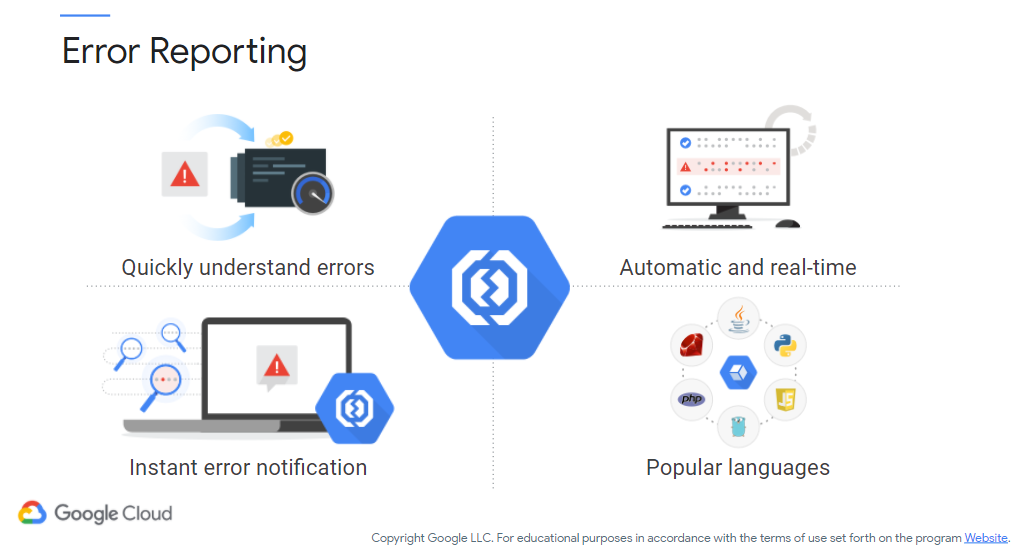 Error Reporting
Quickly understand errors
Automatic and real-time
php
JS
Instant error notification
Popular languages
Google Cloud
Copyright Google LLC. For educational purposes in accordance with the terms of use set forth on the program Website.